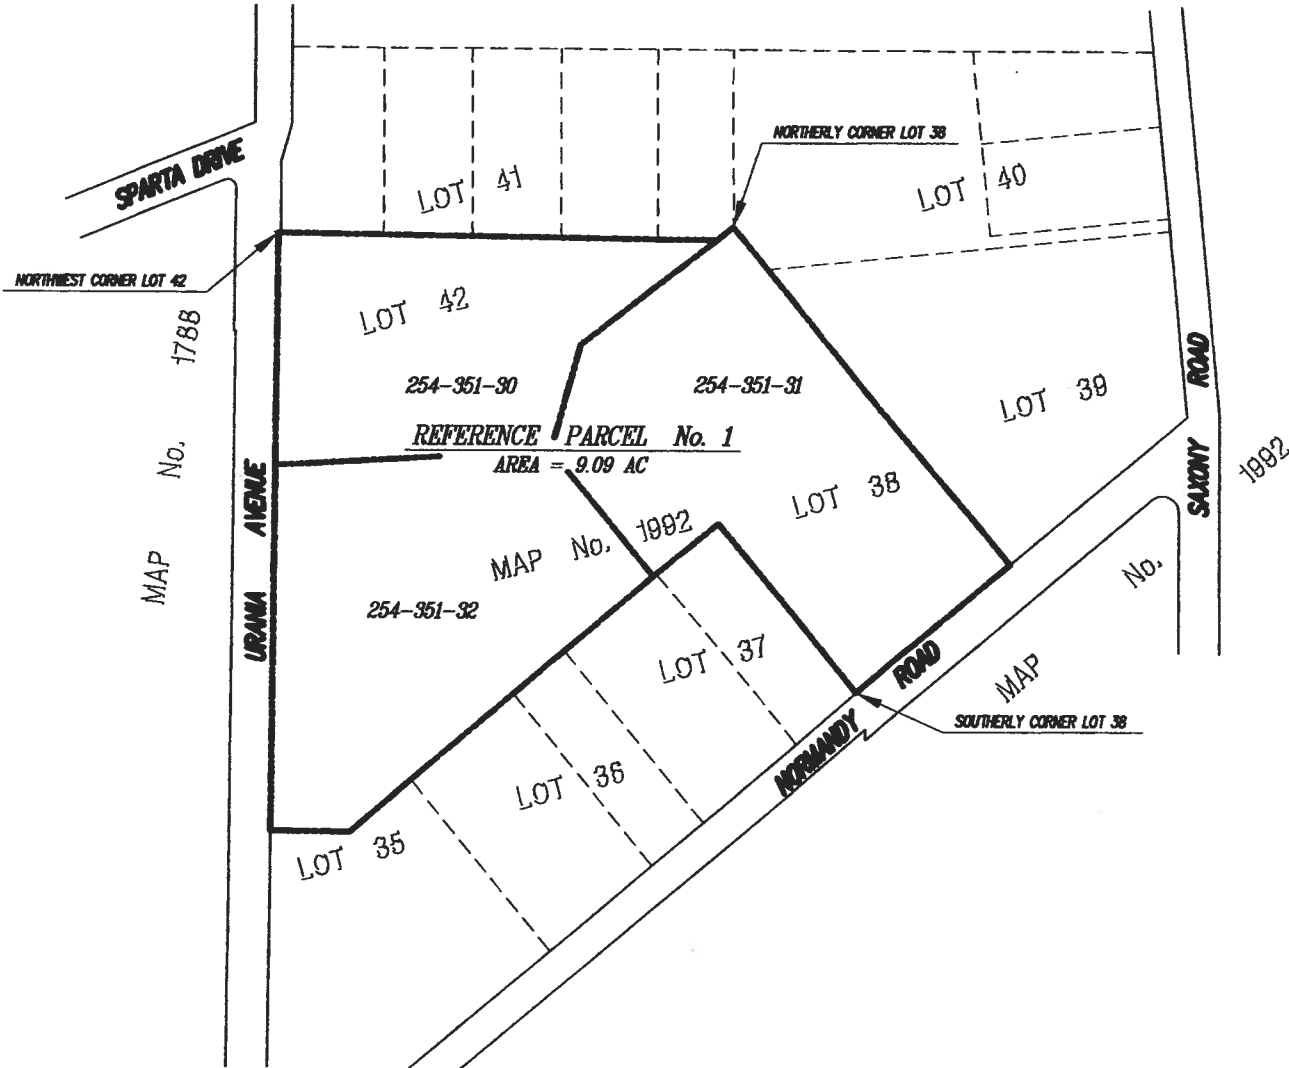 NORTHERLY CORNER LOT 38
SPARTA DRIVE
LOT 41
LOT 40
NORTHWEST CORNER LOT 42
LOT 42
MAP No. 1788
254-351-30
254-351-31
LOT 39
SAXONY ROAD
REFERENCE PARCEL No. 1
AREA = 9.09 AC
URANIA AVENUE
LOT 38
MAP No. 1992
MAP No. 1992
254-351-32
LOT 37
NORMANDY ROAD
SOUTHERLY CORNER LOT 38
LOT 36
LOT 35